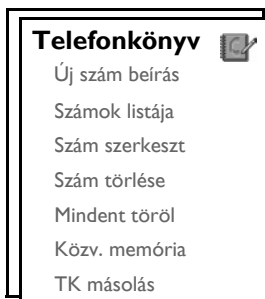 Telefonkönyv
Új szám beírás
Számok listája
Szám szerkeszt
Szám törlése
Mindent töröl
Közv. memória
TK másolás